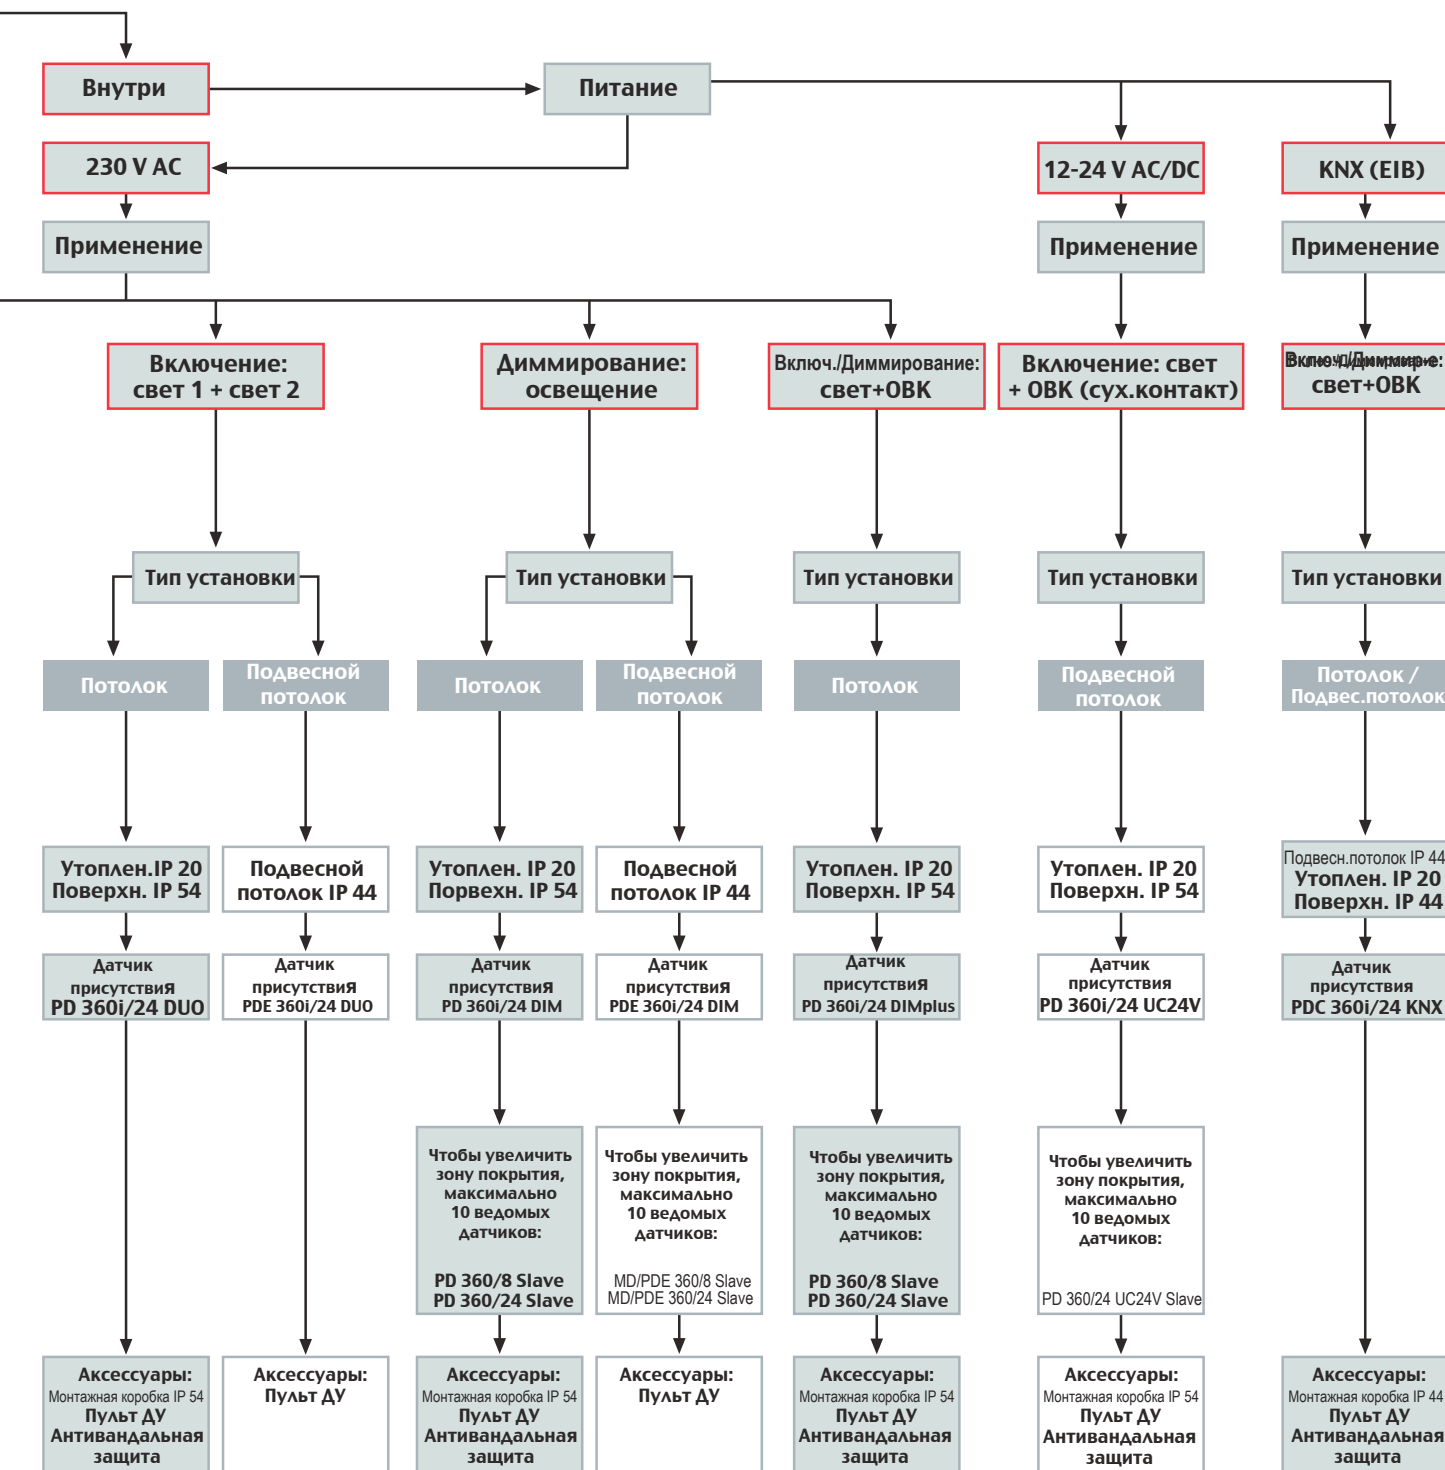 Внутри
Питание
230 V AC
12-24 V AC/DC
KNX (EIB)
Применение
Применение
Применение
Включение:
свет 1 + свет 2
Диммирование:
освещение
Включ./Диммирование:
свет+ОВК
Включение: свет
+ ОВК (сух.контакт)
свет+ОВК
Тип установки
Тип установки
Тип установки
Тип установки
Тип установки
Потолок
Подвесной
потолок
Потолок
Подвесной
потолок
Потолок
Подвесной
потолок
Потолок /
Подвес.потолок
Утоплен.IP 20
Поверхн. IP 54
Подвесной
потолок IP 44
Утоплен. IP 20
Порвехн. IP 54
Подвесной
потолок IP 44
Утоплен. IP 20
Поверхн. IP 54
Утоплен. IP 20
Поверхн. IP 54
Подвесн.потолок IP 44
Утоплен. IP 20
Поверхн. IP 44
Датчик
присутствия
PD 360i/24 DUO
Датчик
присутствия
PDE 360i/24 DUO
Датчик
присутствия
PD 360i/24 DIM
Датчик
присутствия
PDE 360i/24 DIM
Датчик
присутствия
PD 360i/24 DIMplus
Датчик
присутствия
PD 360i/24 UC24V
Датчик
присутствия
PDC 360i/24 KNX
Чтобы увеличить
зону покрытия,
максимально
10 ведомых
датчиков:
PD 360/8 Slave
PD 360/24 Slave
Чтобы увеличить
зону покрытия,
максимально
10 ведомых
датчиков:
MD/PDE 360/8 Slave
MD/PDE 360/24 Slave
Чтобы увеличить
зону покрытия,
максимально
10 ведомых
датчиков:
PD 360/8 Slave
PD 360/24 Slave
Чтобы увеличить
зону покрытия,
максимально
10 ведомых
датчиков:
PD 360/24 UC24V Slave
Аксессуары:
Монтажная коробка IP 54
Пульт ДУ
Антивандальная
защита
Аксессуары:
Пульт ДУ
Аксессуары:
Монтажная коробка IP 54
Пульт ДУ
Антивандальная
защита
Аксессуары:
Пульт ДУ
Аксессуары:
Монтажная коробка IP 54
Пульт ДУ
Антивандальная
защита
Аксессуары:
Монтажная коробка IP 54
Пульт ДУ
Антивандальная
защита
Аксессуары:
Монтажная коробка IP 44
Пульт ДУ
Антивандальная
защита